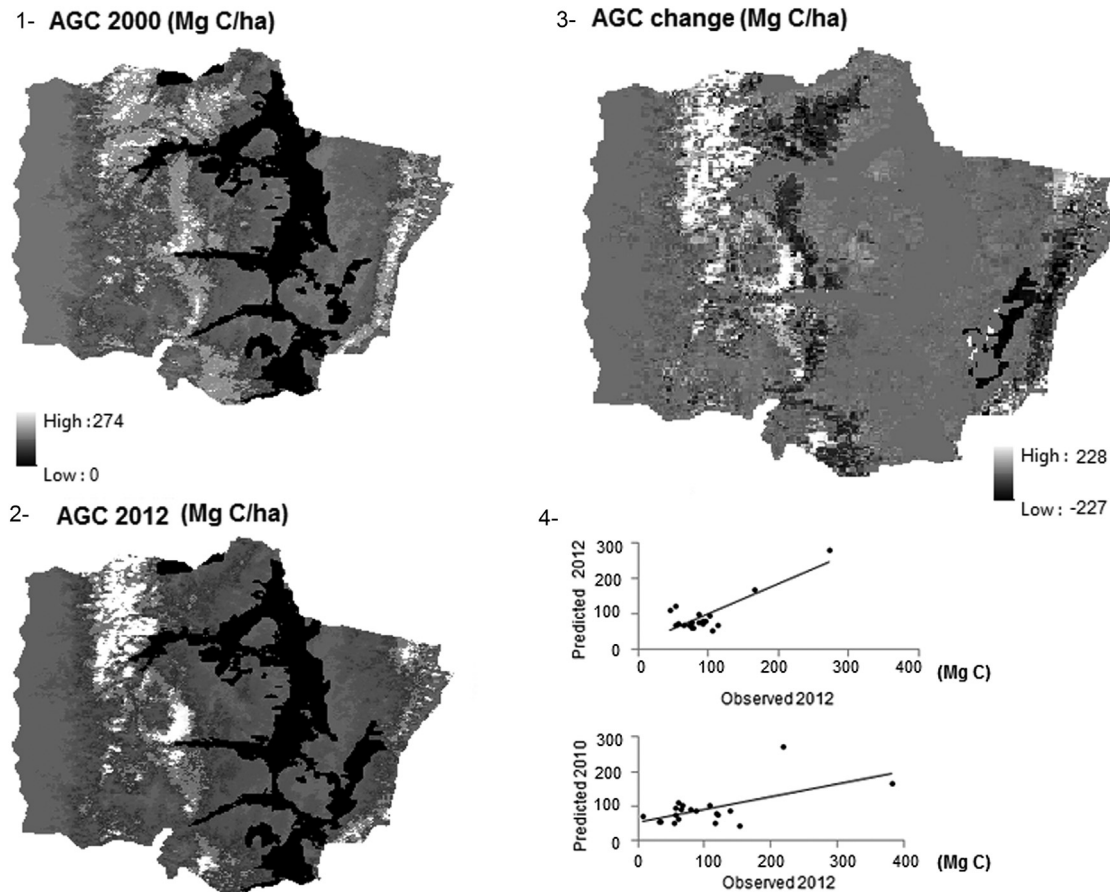 1- AGC 2000 (Mg C/ha)
High :274
Low : 0
3- AGC change (Mg C/ha)
High : 228
Low : -227
2- AGC 2012 (Mg C/ha)
4-
Predicted 2012
300
200
100
0
0 100 200 300 400 (Mg C)
Observed 2012
Predicted 2010
300
200
100
0
0 100 200 300 400 (Mg C)
Observed 2012